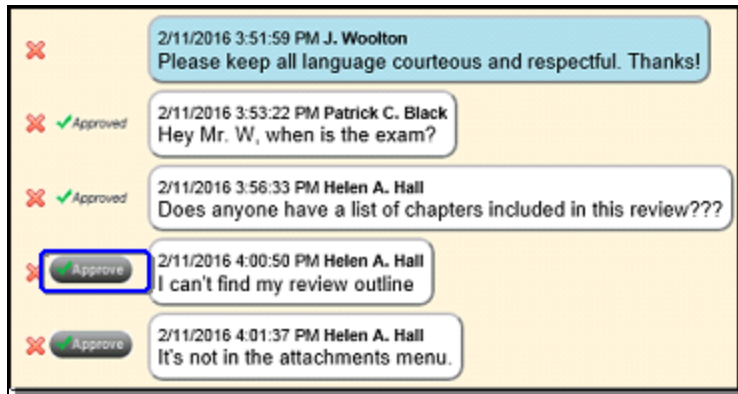 2/11/2016 3:51:59 PM J. Woolton
Please keep all language courteous and respectful. Thanks!
Approved
2/11/2016 3:53:22 PM Patrick C. Black
Hey Mr. W, when is the exam?
Approved
2/11/2016 3:56:33 PM Helen A. Hall
Does anyone have a list of chapters included in this review???
Approve
2/11/2016 4:00:50 PM Helen A. Hall
I can't find my review outline
Approve
2/11/2016 4:01:37 PM Helen A. Hall
It's not in the attachments menu.